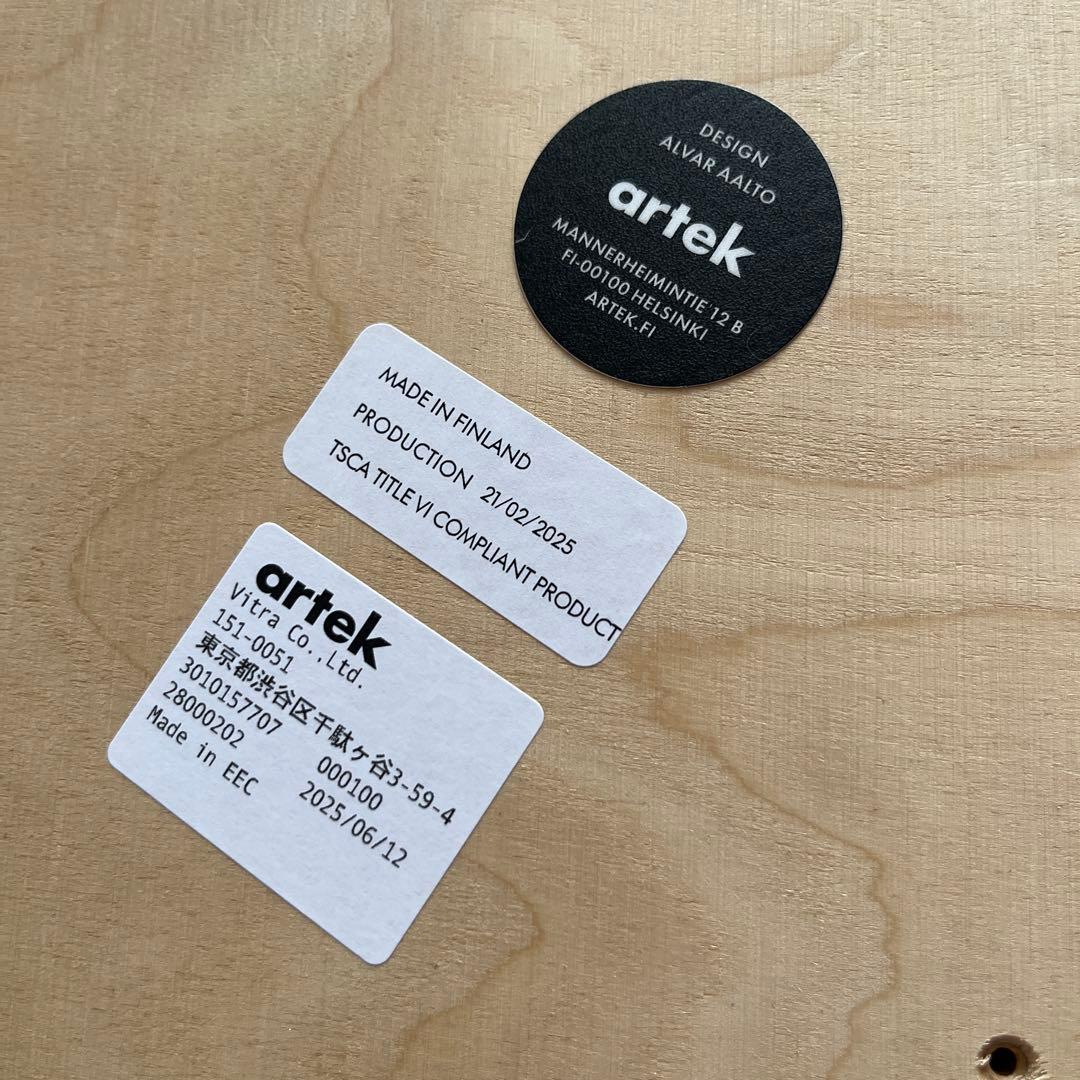 DESIGN
ALVAR AALTO
artek
MANNERHEIMINTIE 12 B
FI-00100 HELSINKI
ARTEK.FI
MADE IN FINLAND
PRODUCTION 21/02/2025
TSCA TITLE VI COMPLIANT PRODUCT
artek
Vitra Co.,Ltd.
151-0051
東京都渋谷区千駄ヶ谷3-59-4
3010157707 000100
28000202 2025/06/12
Made in EEC